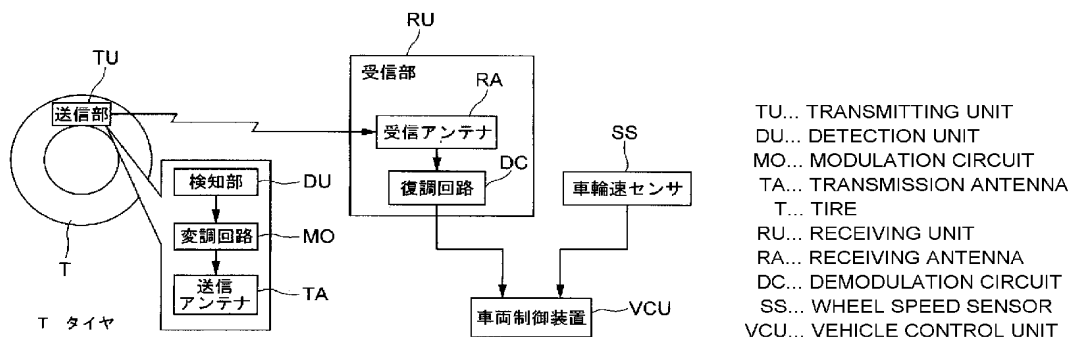 RU
TU
受信部
送信部
RA
受信アンテナ
SS
DC
復調回路
車輪速センサ
検知部
DU
変調回路
MO
T
送信
アンテナ
TA
車両制御装置
VCU
T タイヤ
TU... TRANSMITTING UNIT
DU... DETECTION UNIT
MO... MODULATION CIRCUIT
TA... TRANSMISSION ANTENNA
T... TIRE
RU... RECEIVING UNIT
RA... RECEIVING ANTENNA
DC... DEMODULATION CIRCUIT
SS... WHEEL SPEED SENSOR
VCU... VEHICLE CONTROL UNIT